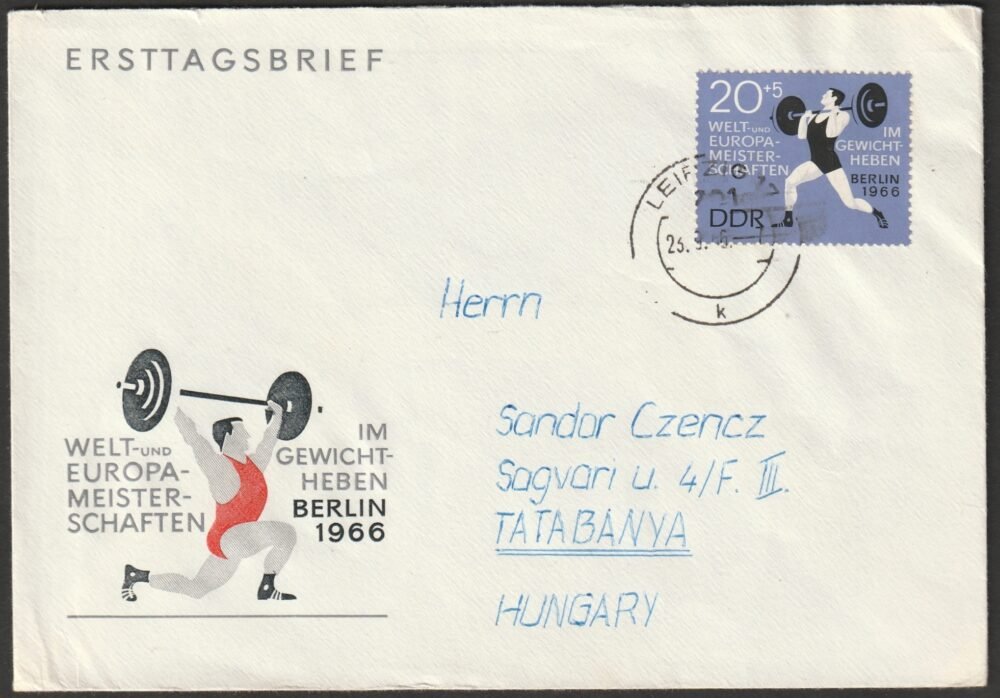 ERSTTAGSBRIEF
20+5
WELT-UND
EUROPA-
MEISTER-
SCHAFTEN
IM
GEWICHT-
HEBEN
BERLIN
1966
DDR
LEIPZIG
k
Herrn
Sandor Czencz
Sagvari u. 4/F. III.
TATABANYA
HUNGARY
WELT-UND
EUROPA-
MEISTER-
SCHAFTEN
IM
GEWICHT-
HEBEN
BERLIN
1966